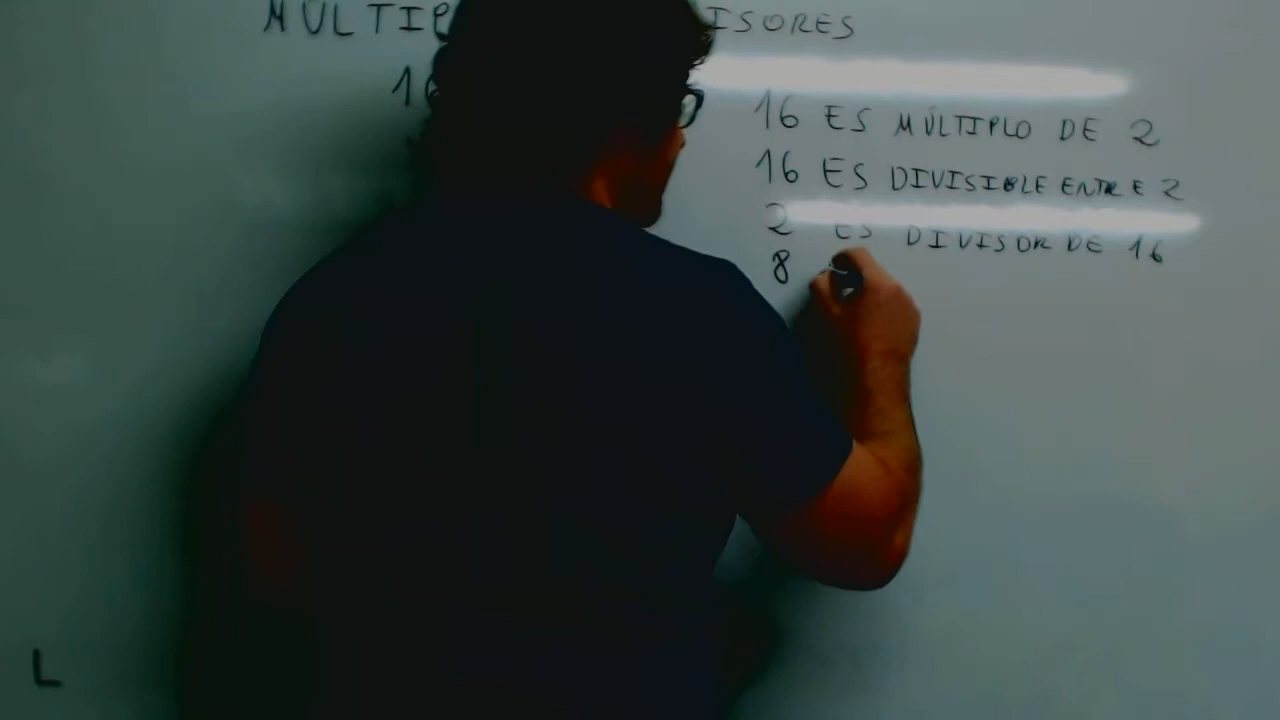 MÚLTIP ISORES
16
16 ES MÚLTIPLO DE 2
16 ES DIVISIBLE ENTRE 2
2 ES DIVISOR DE 16
8
L